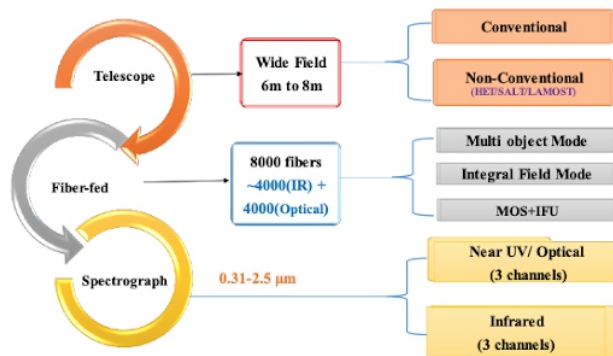 Telescope
Wide Field
6m to 8m
Conventional
Non-Conventional
(HET/SALT/LAMOST)
Fiber-fed
8000 fibers
~4000(IR) +
4000(Optical)
Multi object Mode
Integral Field Mode
MOS+IFU
Spectrograph
0.31-2.5 μm
Near UV/ Optical
(3 channels)
Infrared
(3 channels)